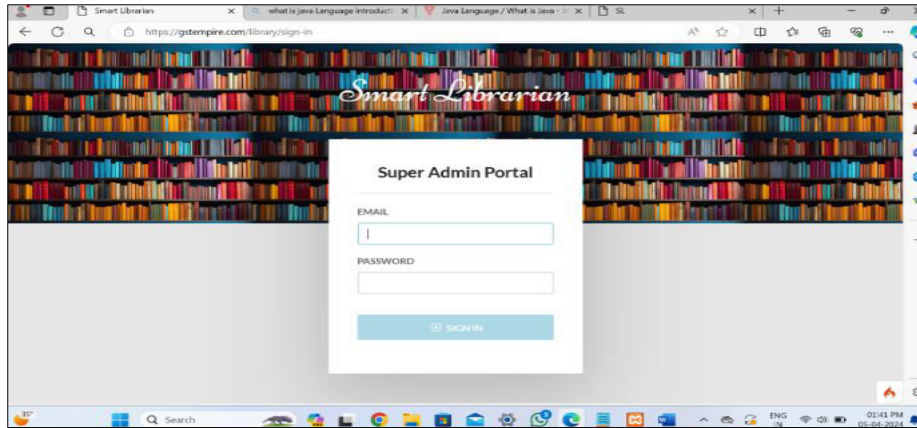 Smart Librarian
what is java Language introducti
Java Language / What is Java -
SL
https://gstempire.com/library/sign-in
Smart Librarian
Super Admin Portal
EMAIL
PASSWORD
SIGN IN
35°
Search
ENG
IN
01:41 PM
05-04-2024